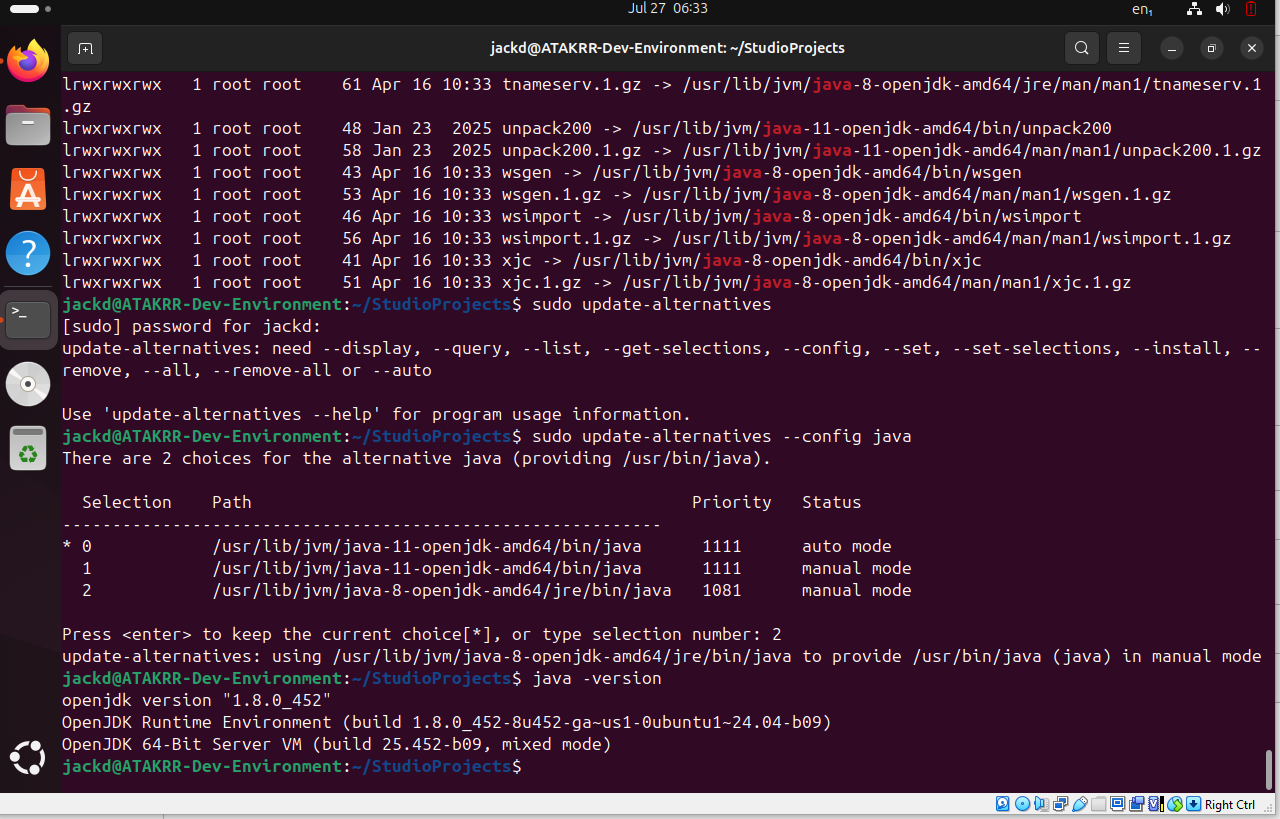 Jul 27 06:33
en₁
jackd@ATAKRR-Dev-Environment: ~/StudioProjects
lrwxrwxrwx   1 root root    61 Apr 16 10:33 tnameserv.1.gz -> /usr/lib/jvm/java-8-openjdk-amd64/jre/man/man1/tnameserv.1
.gz
lrwxrwxrwx   1 root root    48 Jan 23  2025 unpack200 -> /usr/lib/jvm/java-11-openjdk-amd64/bin/unpack200
lrwxrwxrwx   1 root root    58 Jan 23  2025 unpack200.1.gz -> /usr/lib/jvm/java-11-openjdk-amd64/man/man1/unpack200.1.gz
lrwxrwxrwx   1 root root    43 Apr 16 10:33 wsgen -> /usr/lib/jvm/java-8-openjdk-amd64/bin/wsgen
lrwxrwxrwx   1 root root    53 Apr 16 10:33 wsgen.1.gz -> /usr/lib/jvm/java-8-openjdk-amd64/man/man1/wsgen.1.gz
lrwxrwxrwx   1 root root    46 Apr 16 10:33 wsimport -> /usr/lib/jvm/java-8-openjdk-amd64/bin/wsimport
lrwxrwxrwx   1 root root    56 Apr 16 10:33 wsimport.1.gz -> /usr/lib/jvm/java-8-openjdk-amd64/man/man1/wsimport.1.gz
lrwxrwxrwx   1 root root    41 Apr 16 10:33 xjc -> /usr/lib/jvm/java-8-openjdk-amd64/bin/xjc
lrwxrwxrwx   1 root root    51 Apr 16 10:33 xjc.1.gz -> /usr/lib/jvm/java-8-openjdk-amd64/man/man1/xjc.1.gz
jackd@ATAKRR-Dev-Environment:~/StudioProjects$ sudo update-alternatives
[sudo] password for jackd:
update-alternatives: need --display, --query, --list, --get-selections, --config, --set, --set-selections, --install, --
remove, --all, --remove-all or --auto
Use 'update-alternatives --help' for program usage information.
jackd@ATAKRR-Dev-Environment:~/StudioProjects$ sudo update-alternatives --config java
There are 2 choices for the alternative java (providing /usr/bin/java).
  Selection    Path                                            Priority   Status
------------------------------------------------------------
* 0            /usr/lib/jvm/java-11-openjdk-amd64/bin/java      1111      auto mode
  1            /usr/lib/jvm/java-11-openjdk-amd64/bin/java      1111      manual mode
  2            /usr/lib/jvm/java-8-openjdk-amd64/jre/bin/java   1081      manual mode
Press <enter> to keep the current choice[*], or type selection number: 2
update-alternatives: using /usr/lib/jvm/java-8-openjdk-amd64/jre/bin/java to provide /usr/bin/java (java) in manual mode
jackd@ATAKRR-Dev-Environment:~/StudioProjects$ java -version
openjdk version "1.8.0_452"
OpenJDK Runtime Environment (build 1.8.0_452-8u452-ga~us1-0ubuntu1~24.04-b09)
OpenJDK 64-Bit Server VM (build 25.452-b09, mixed mode)
jackd@ATAKRR-Dev-Environment:~/StudioProjects$
Right Ctrl